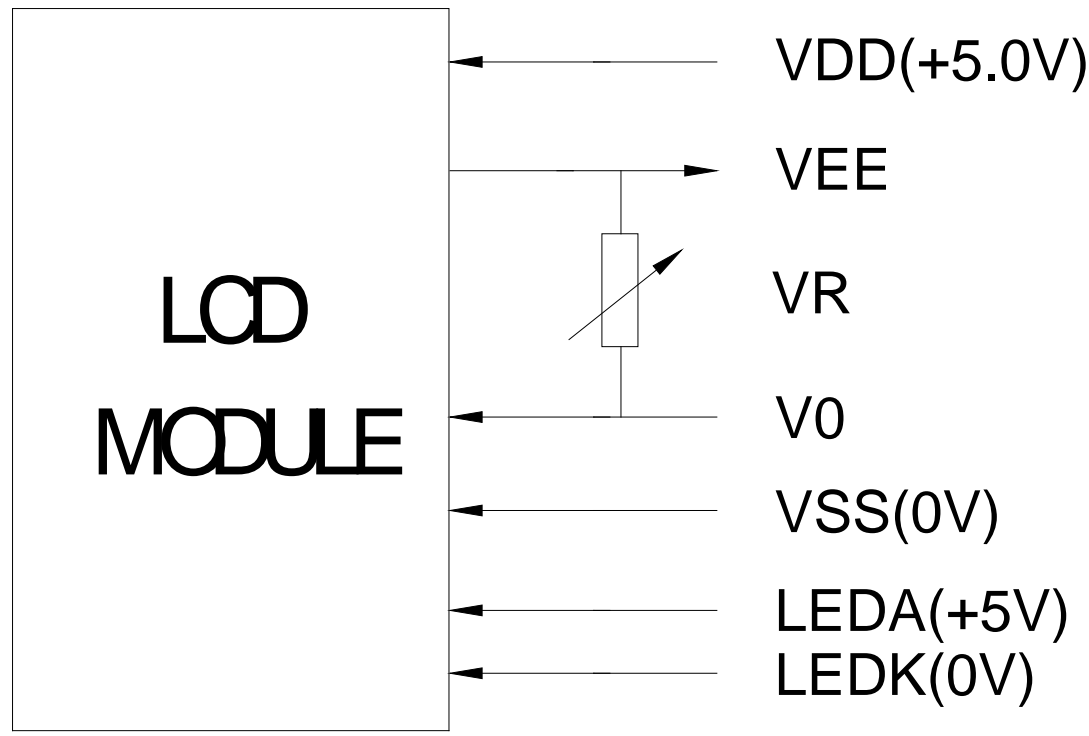 VDD(+5.0V)
VEE
LCD
MODULE
VR
V0
VSS(0V)
LEDA(+5V)
LEDK(0V)